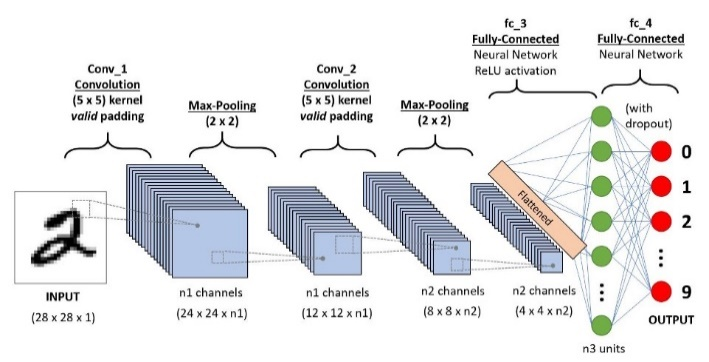 fc_3
Fully-Connected
Neural Network
ReLU activation
fc_4
Fully-Connected
Neural Network
Conv_1
Convolution
(5 x 5) kernel
valid padding
Max-Pooling
(2 x 2)
Conv_2
Convolution
(5 x 5) kernel
valid padding
Max-Pooling
(2 x 2)
(with
dropout)
INPUT
(28 x 28 x 1)
n1 channels
(24 x 24 x n1)
n1 channels
(12 x 12 x n1)
n2 channels
(8 x 8 x n2)
n2 channels
(4 x 4 x n2)
Flattened
n3 units
0
1
2
9
OUTPUT
2